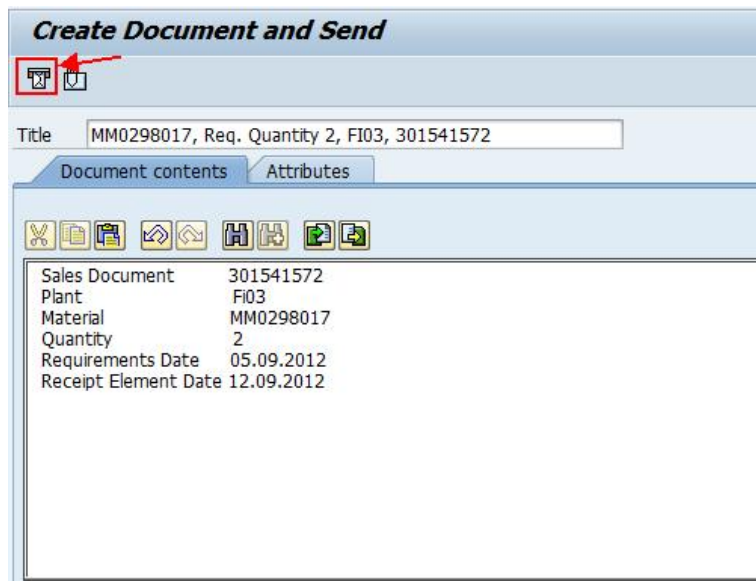 Create Document and Send
Title MM0298017, Req. Quantity 2, FI03, 301541572
Document contents Attributes
Sales Document 301541572
Plant Fi03
Material MM0298017
Quantity 2
Requirements Date 05.09.2012
Receipt Element Date 12.09.2012